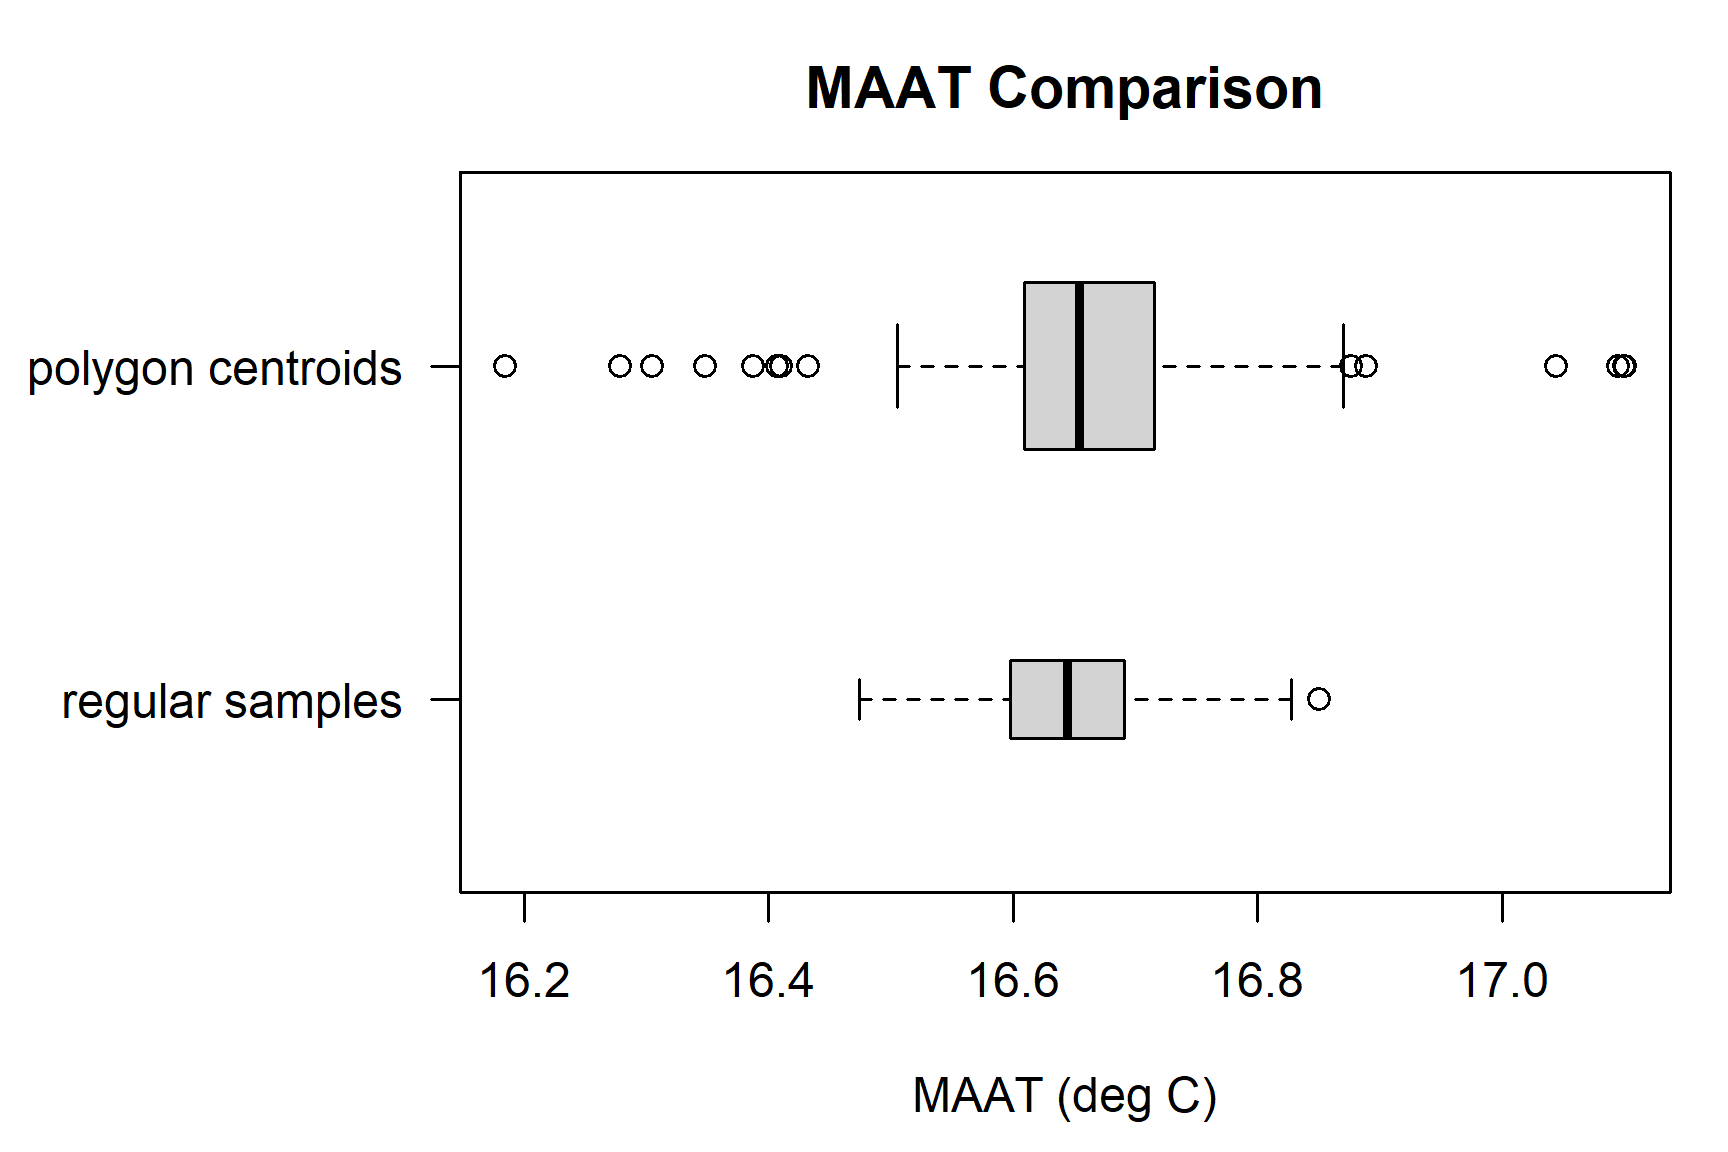 MAAT Comparison
polygon centroids
regular samples
16.2 16.4 16.6 16.8 17.0
MAAT (deg C)